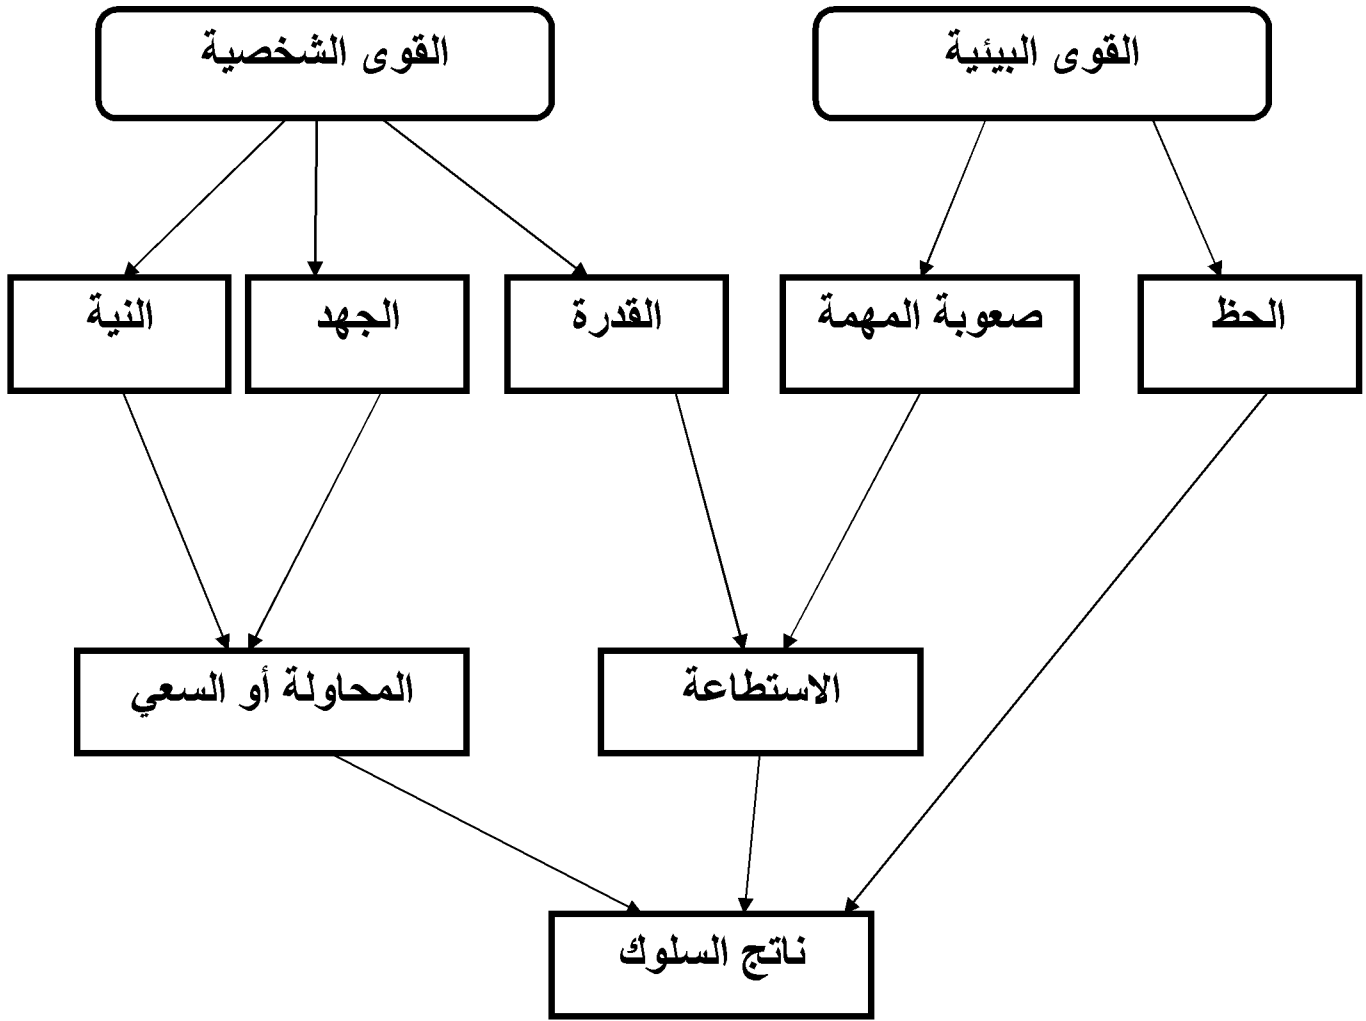 القوى البيئية
القوى الشخصية
الحظ
صعوبة المهمة
القدرة
الجهد
النية
الاستطاعة
المحاولة أو السعي
ناتج السلوك